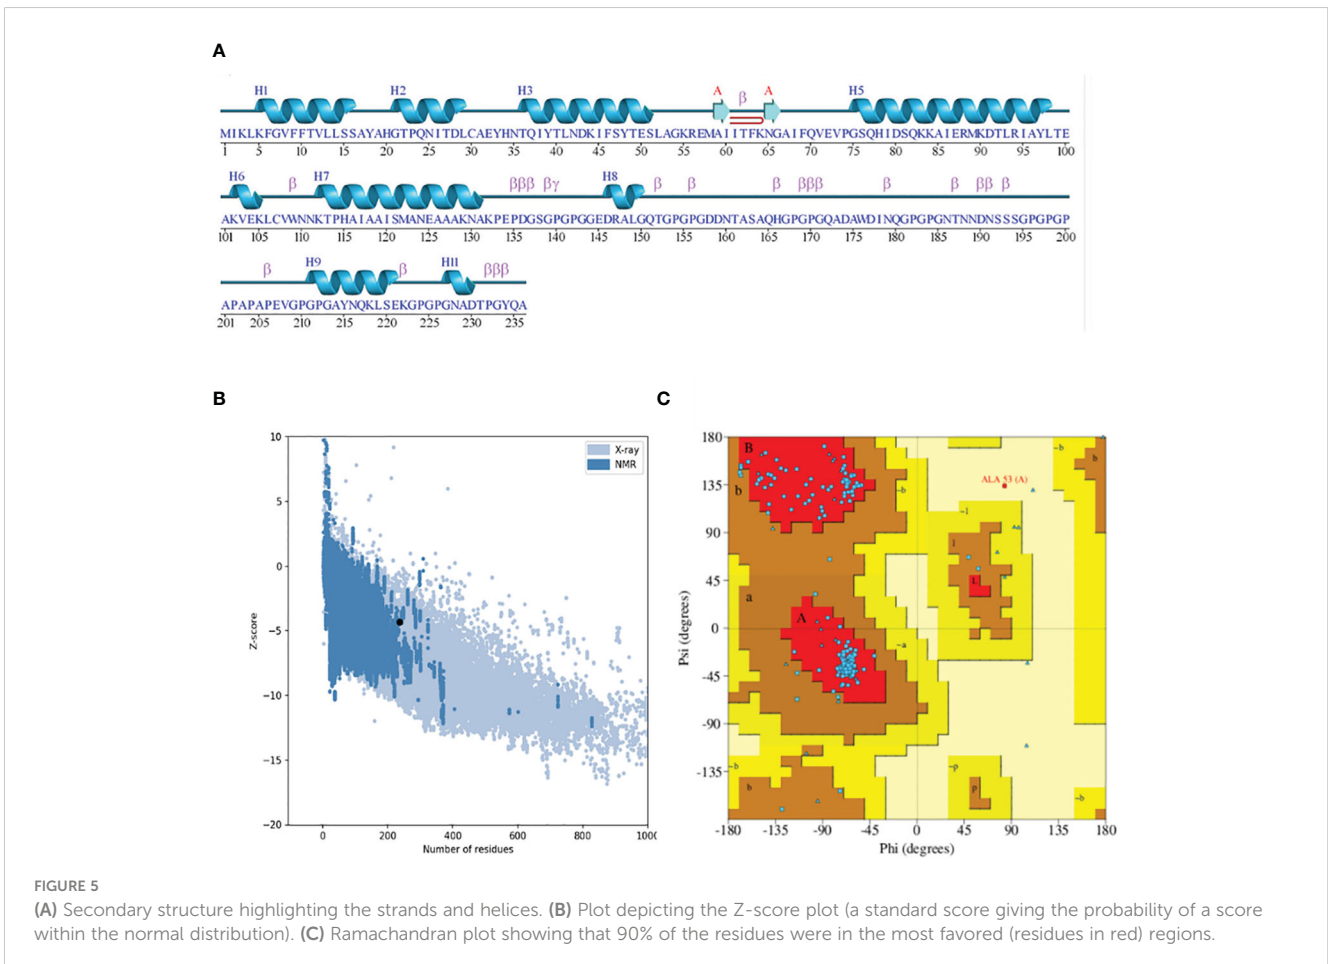 A
H1 H2 H3 A β A H5
MIKLKFGVFFTVLLSSAYAHGTPQNITDLCAEYHNTQIYTLNDKIFSYTESLAGKREMAIITFKNGAIFQVEVPGSQHIDSQKKAIERMKDTLRIAYLTE
1 5 10 15 20 25 30 35 40 45 50 55 60 65 70 75 80 85 90 95 100
H6 β H7 βββ βγ H8 β β β βββ β β ββ β
AKVEKLCVWNNKTPHAIAAISMANEAAAKNAKPEPDGSGPGPGGEDRALGQTGPGPGDDNTASAQHGPGPGQADAWDINQGPGPGNTNNDNSSSGPGPGP
101 105 110 115 120 125 130 135 140 145 150 155 160 165 170 175 180 185 190 195 200
β H9 β H11 βββ
APAPAPEVGPGPGAYNQKLSEKGPGPGNADTPGYQA
201 205 210 215 220 225 230 235
B
10
5
0
−5
−10
−15
−20
0 200 400 600 800 1000
Z-score
Number of residues
X-ray
NMR
C
180
135
90
45
0
-45
-90
-135
-180 -135 -90 -45 0 45 90 135 180
Psi (degrees)
Phi (degrees)
B ~b b
b ~b ALA 53 (A)
~l
l
L
a
A
~a
~b ~p
b p ~b
FIGURE 5
(A) Secondary structure highlighting the strands and helices. (B) Plot depicting the Z-score plot (a standard score giving the probability of a score
within the normal distribution). (C) Ramachandran plot showing that 90% of the residues were in the most favored (residues in red) regions.